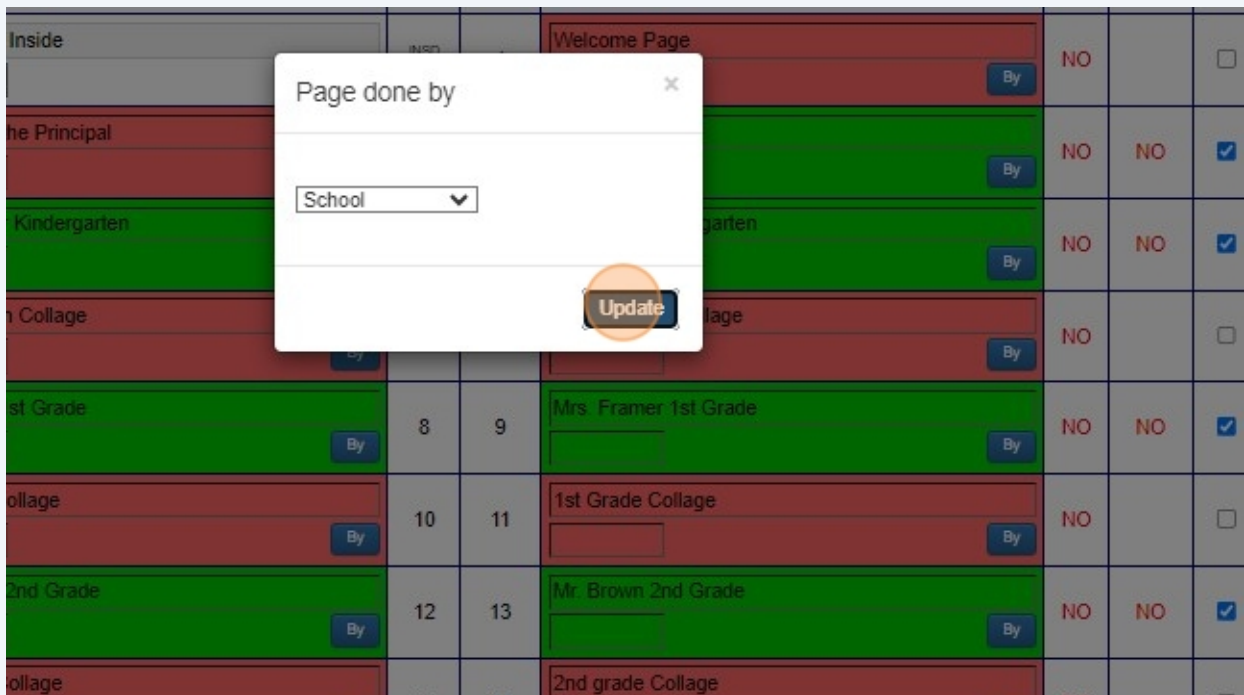 Inside
INSD
Welcome Page
By
NO
Page done by
×
School
Update
he Principal
By
NO NO
Kindergarten
garten
By
NO NO
Collage
lage
By
NO
st Grade
By
8 9
Mrs. Framer 1st Grade
By
NO NO
ollage
By
10 11
1st Grade Collage
By
NO
2nd Grade
By
12 13
Mr. Brown 2nd Grade
By
NO NO
ollage
2nd grade Collage